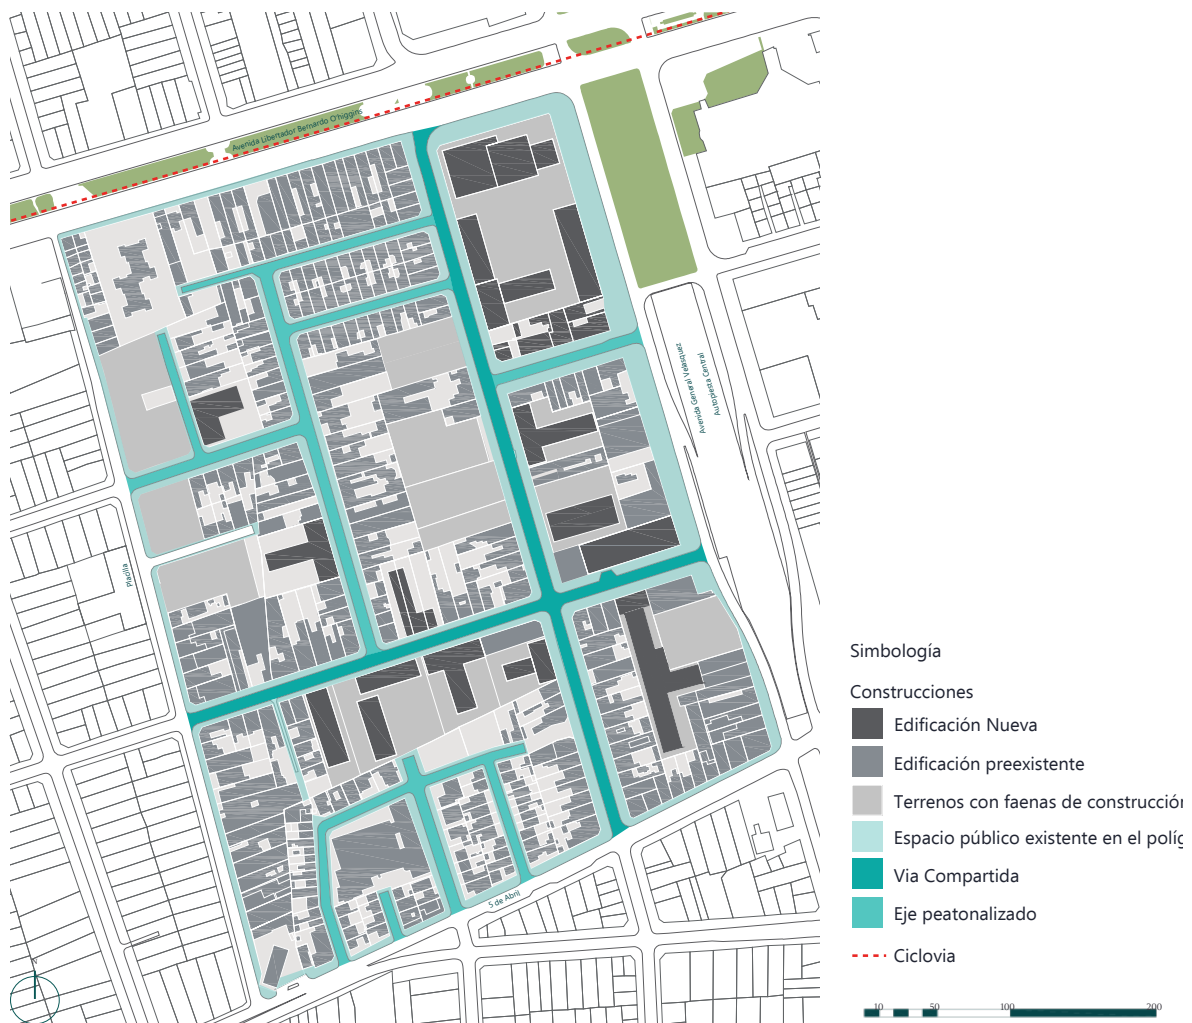 Avenida Libertador Bernardo O'higgins
Avenida General Velasquez
Autopista Central
Placilla
5 de Abril
N
Simbología
Construcciones
Edificación Nueva
Edificación preexistente
Terrenos con faenas de construcción
Espacio público existente en el políg
Via Compartida
Eje peatonalizado
Ciclovia
10 50 100 200